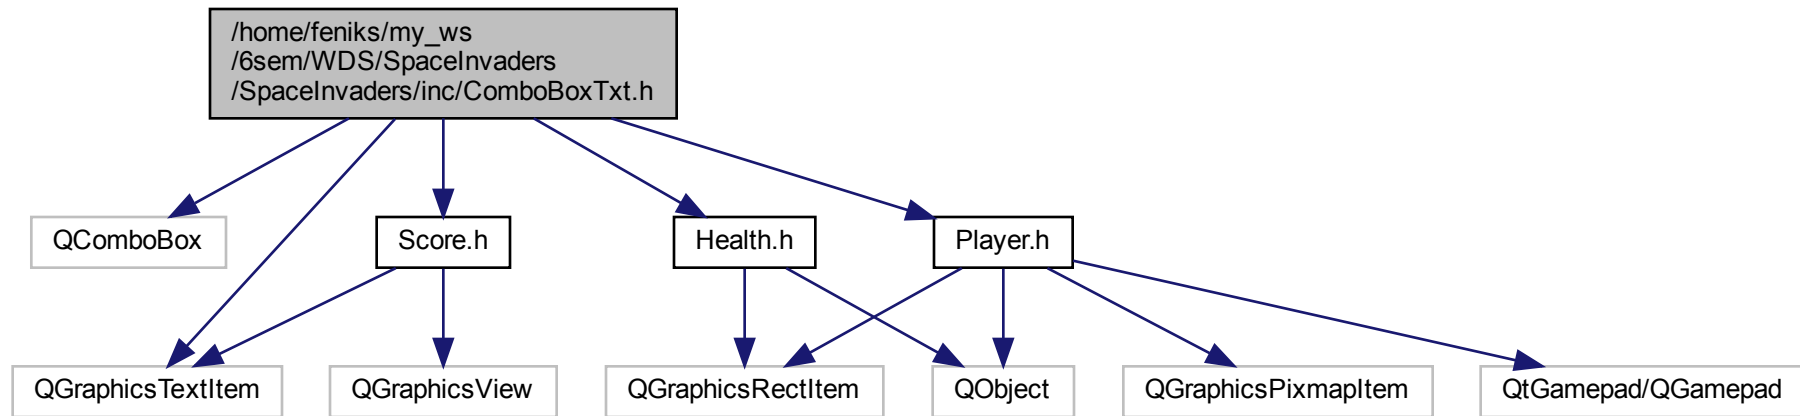 /home/feniks/my_ws
/6sem/WDS/SpaceInvaders
/SpaceInvaders/inc/ComboBoxTxt.h
QComboBox
Score.h
Health.h
Player.h
QGraphicsTextItem
QGraphicsView
QGraphicsRectItem
QObject
QGraphicsPixmapItem
QtGamepad/QGamepad